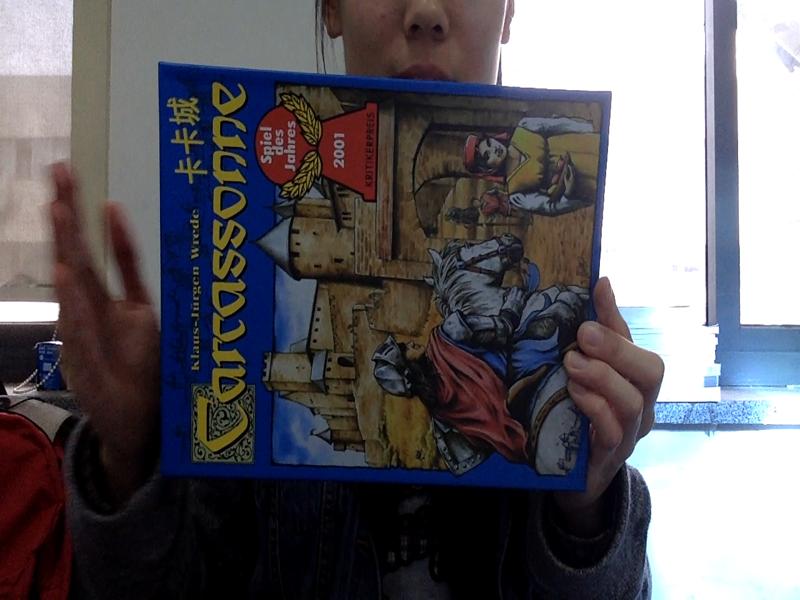 卡卡城
Klaus-Jürgen Wrede
Carcassonne
Spiel
des
Jahres
2001
KRITIKERPREIS